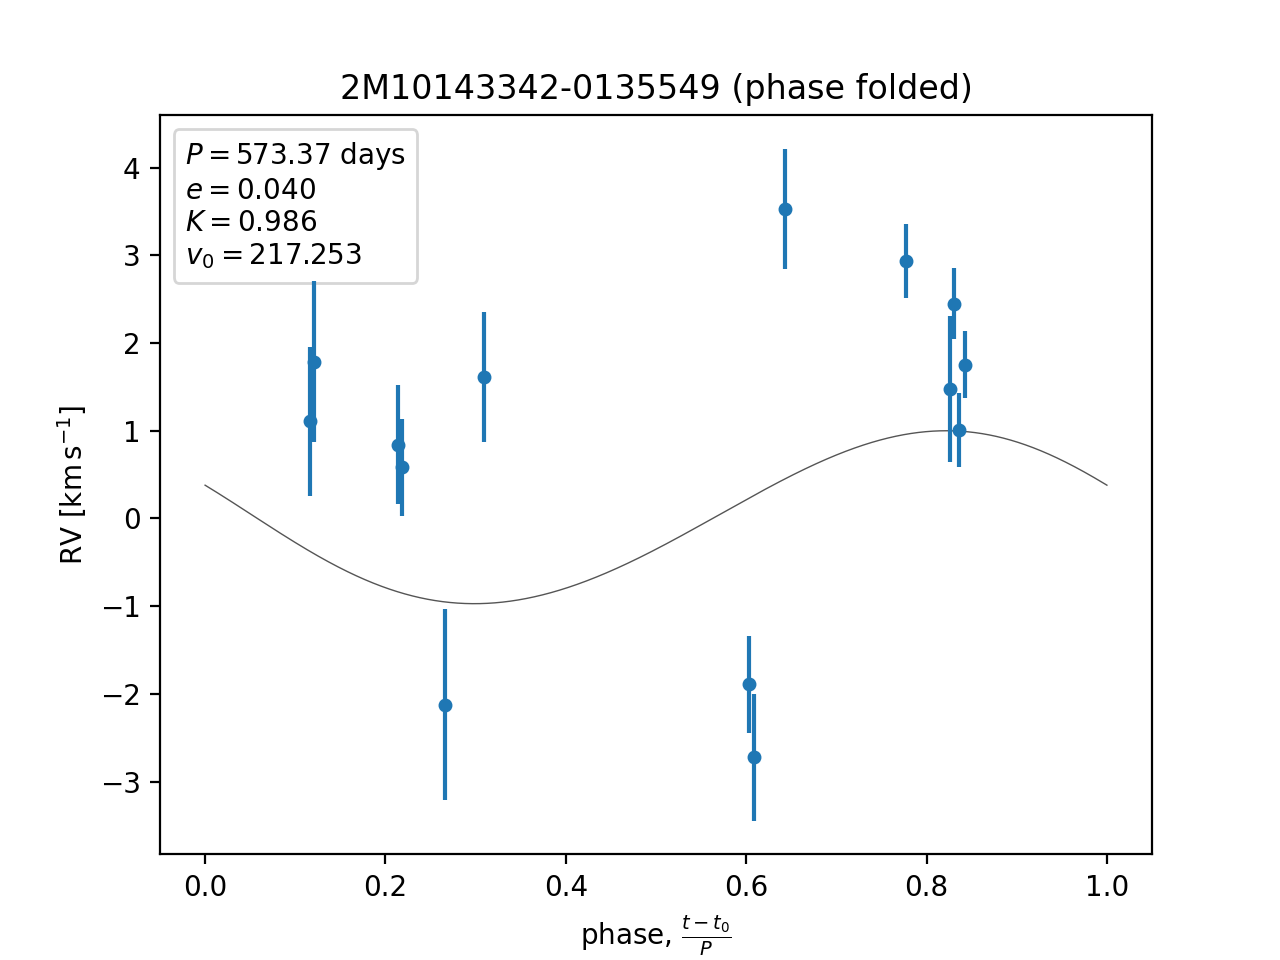 2M10143342-0135549 (phase folded)
P = 573.37 days
e = 0.040
K = 0.986
v₀ = 217.253
4
3
2
1
0
−1
−2
−3
RV [km s⁻¹]
0.0 0.2 0.4 0.6 0.8 1.0
phase, (t − t₀)/P